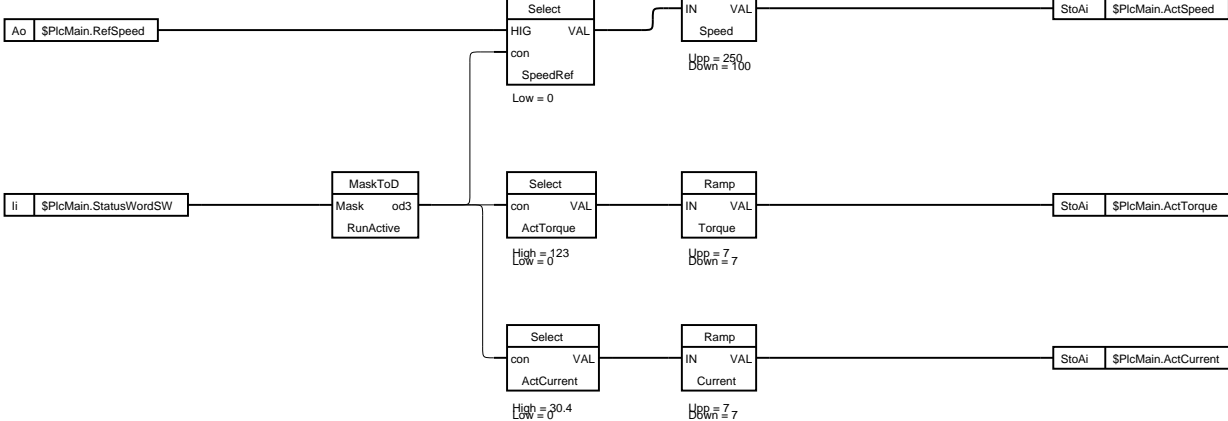 Select
IN VAL
StoAi $PlcMain.ActSpeed
Ao $PlcMain.RefSpeed
HIG VAL
Speed
con
Upp = 250
Down = 100
SpeedRef
Low = 0
MaskToD
Select
Ramp
Ii $PlcMain.StatusWordSW
Mask od3
con VAL
IN VAL
StoAi $PlcMain.ActTorque
RunActive
ActTorque
Torque
High = 123
Low = 0
Upp = 7
Down = 7
Select
Ramp
con VAL
IN VAL
StoAi $PlcMain.ActCurrent
ActCurrent
Current
High = 30.4
Low = 0
Upp = 7
Down = 7